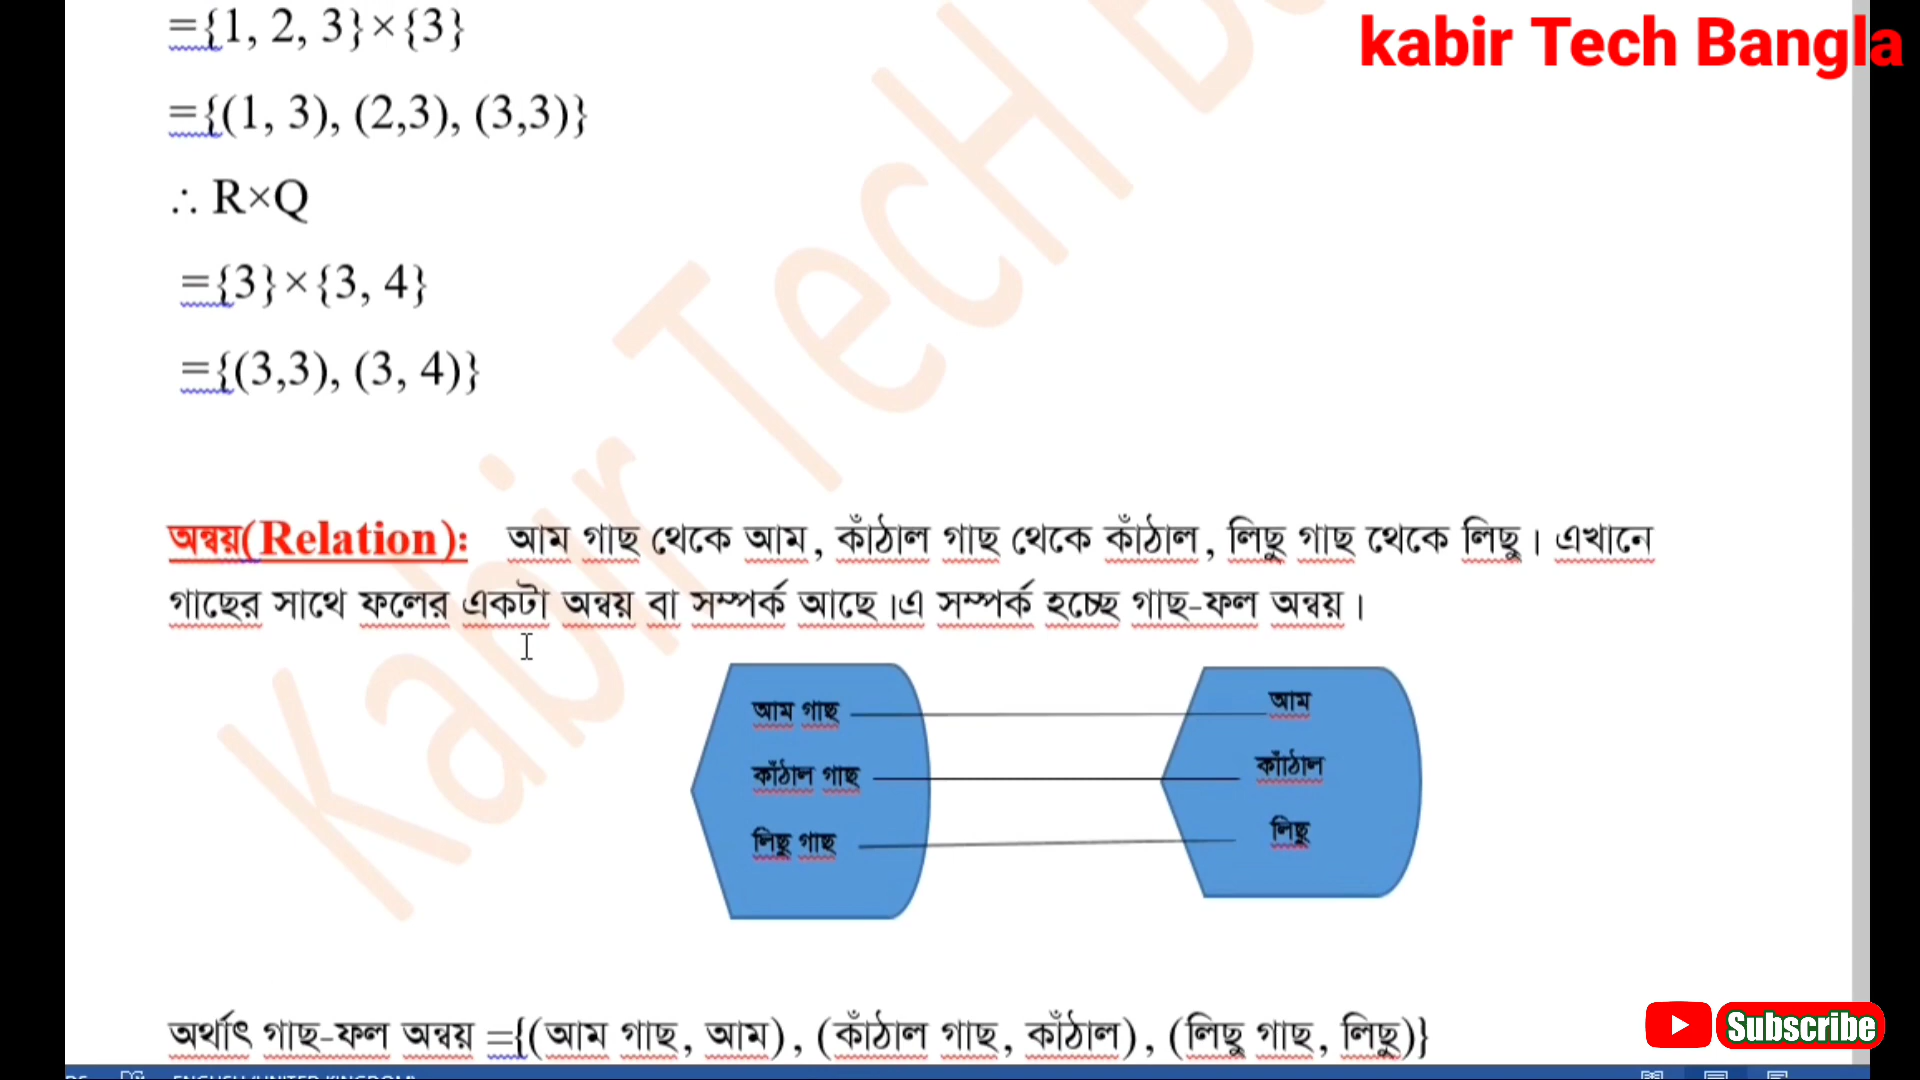 ={1, 2, 3}×{3}
kabir Tech Bangla
={(1, 3), (2,3), (3,3)}
∴ R×Q
={3}×{3, 4}
={(3,3), (3, 4)}
Kabir TecH B
অন্বয়(Relation): আম গাছ থেকে আম, কাঁঠাল গাছ থেকে কাঁঠাল, লিছু গাছ থেকে লিছু। এখানে
গাছের সাথে ফলের একটা অন্বয় বা সম্পর্ক আছে।এ সম্পর্ক হচ্ছে গাছ-ফল অন্বয়।
আম গাছ আম
কাঁঠাল গাছ কাঁঠাল
লিছু গাছ লিছু
অর্থাৎ গাছ-ফল অন্বয় ={(আম গাছ, আম), (কাঁঠাল গাছ, কাঁঠাল), (লিছু গাছ, লিছু)}
Subscribe